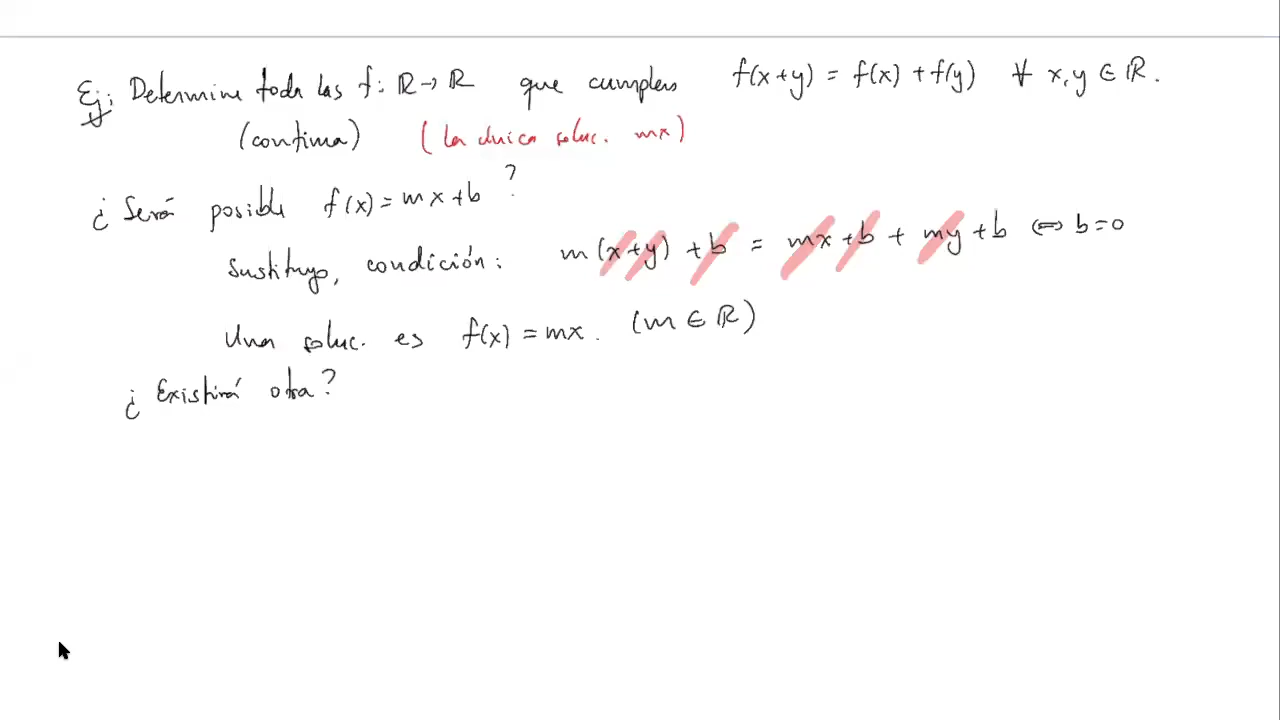 Ej: Determine toda las f: ℝ→ℝ que cumplen f(x+y) = f(x) + f(y) ∀ x,y ∈ ℝ.
(continua) (la única soluc. mx)
¿ Será posible f(x) = mx+b ?
Sustituyo, condición: m(x+y) + b = mx + b + my + b ⇔ b=0
Una soluc. es f(x) = mx. (m ∈ ℝ)
¿ Existirá otra?